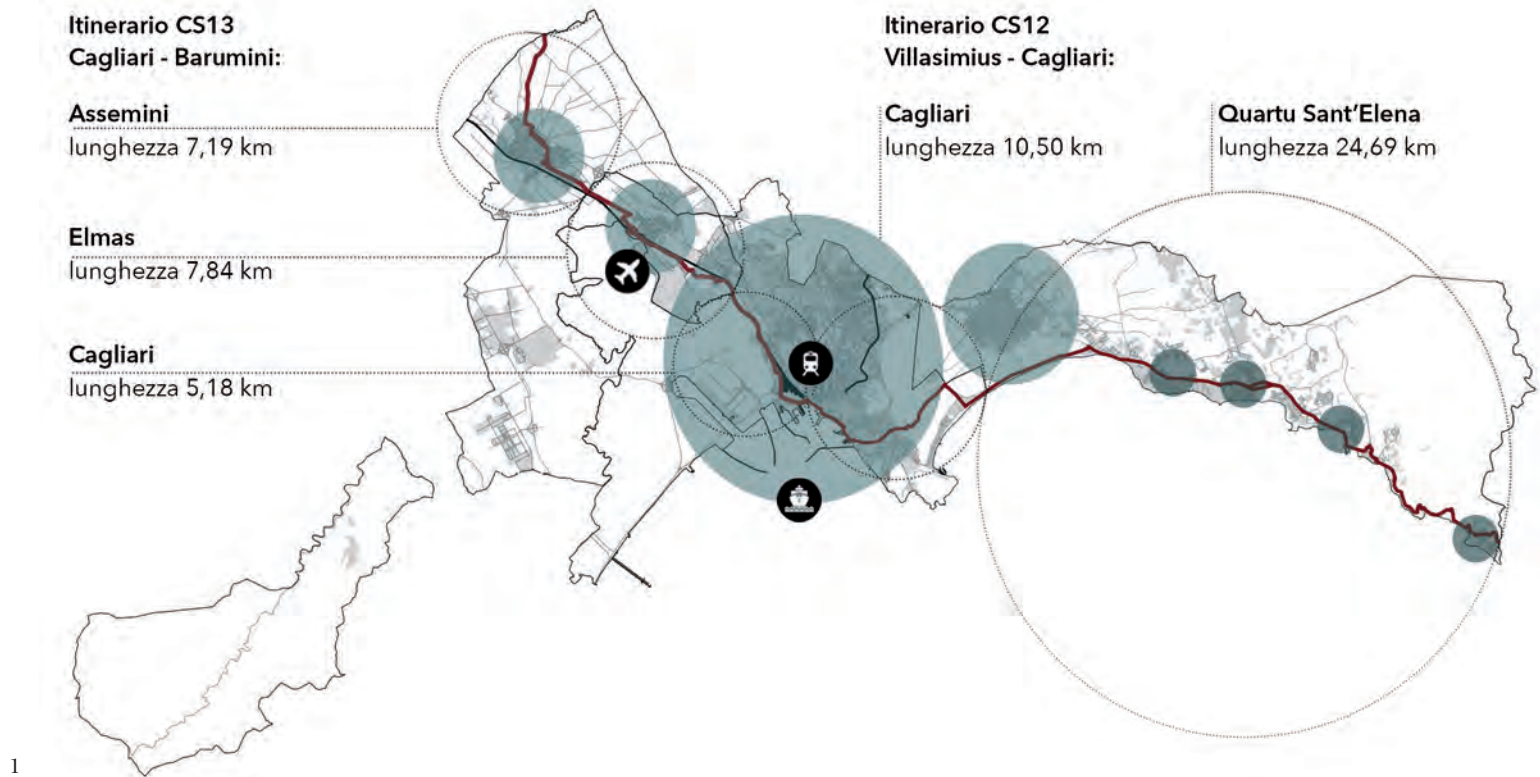 Itinerario CS13
Cagliari - Barumini:
Assemini
lunghezza 7,19 km
Elmas
lunghezza 7,84 km
Cagliari
lunghezza 5,18 km
Itinerario CS12
Villasimius - Cagliari:
Cagliari
lunghezza 10,50 km
Quartu Sant'Elena
lunghezza 24,69 km
1